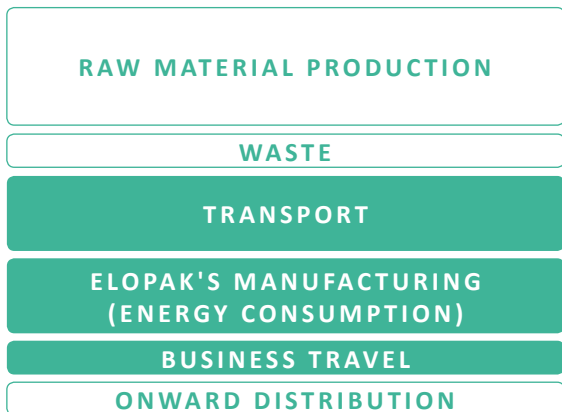 RAW MATERIAL PRODUCTION
WASTE
TRANSPORT
ELOPAK'S MANUFACTURING
(ENERGY CONSUMPTION)
BUSINESS TRAVEL
ONWARD DISTRIBUTION